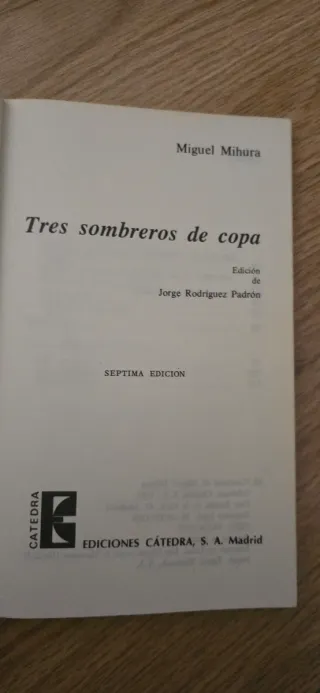 Miguel Mihura
Tres sombreros de copa
Edición
de
Jorge Rodríguez Padrón
SEPTIMA EDICION
CATEDRA
EDICIONES CÁTEDRA, S. A. Madrid